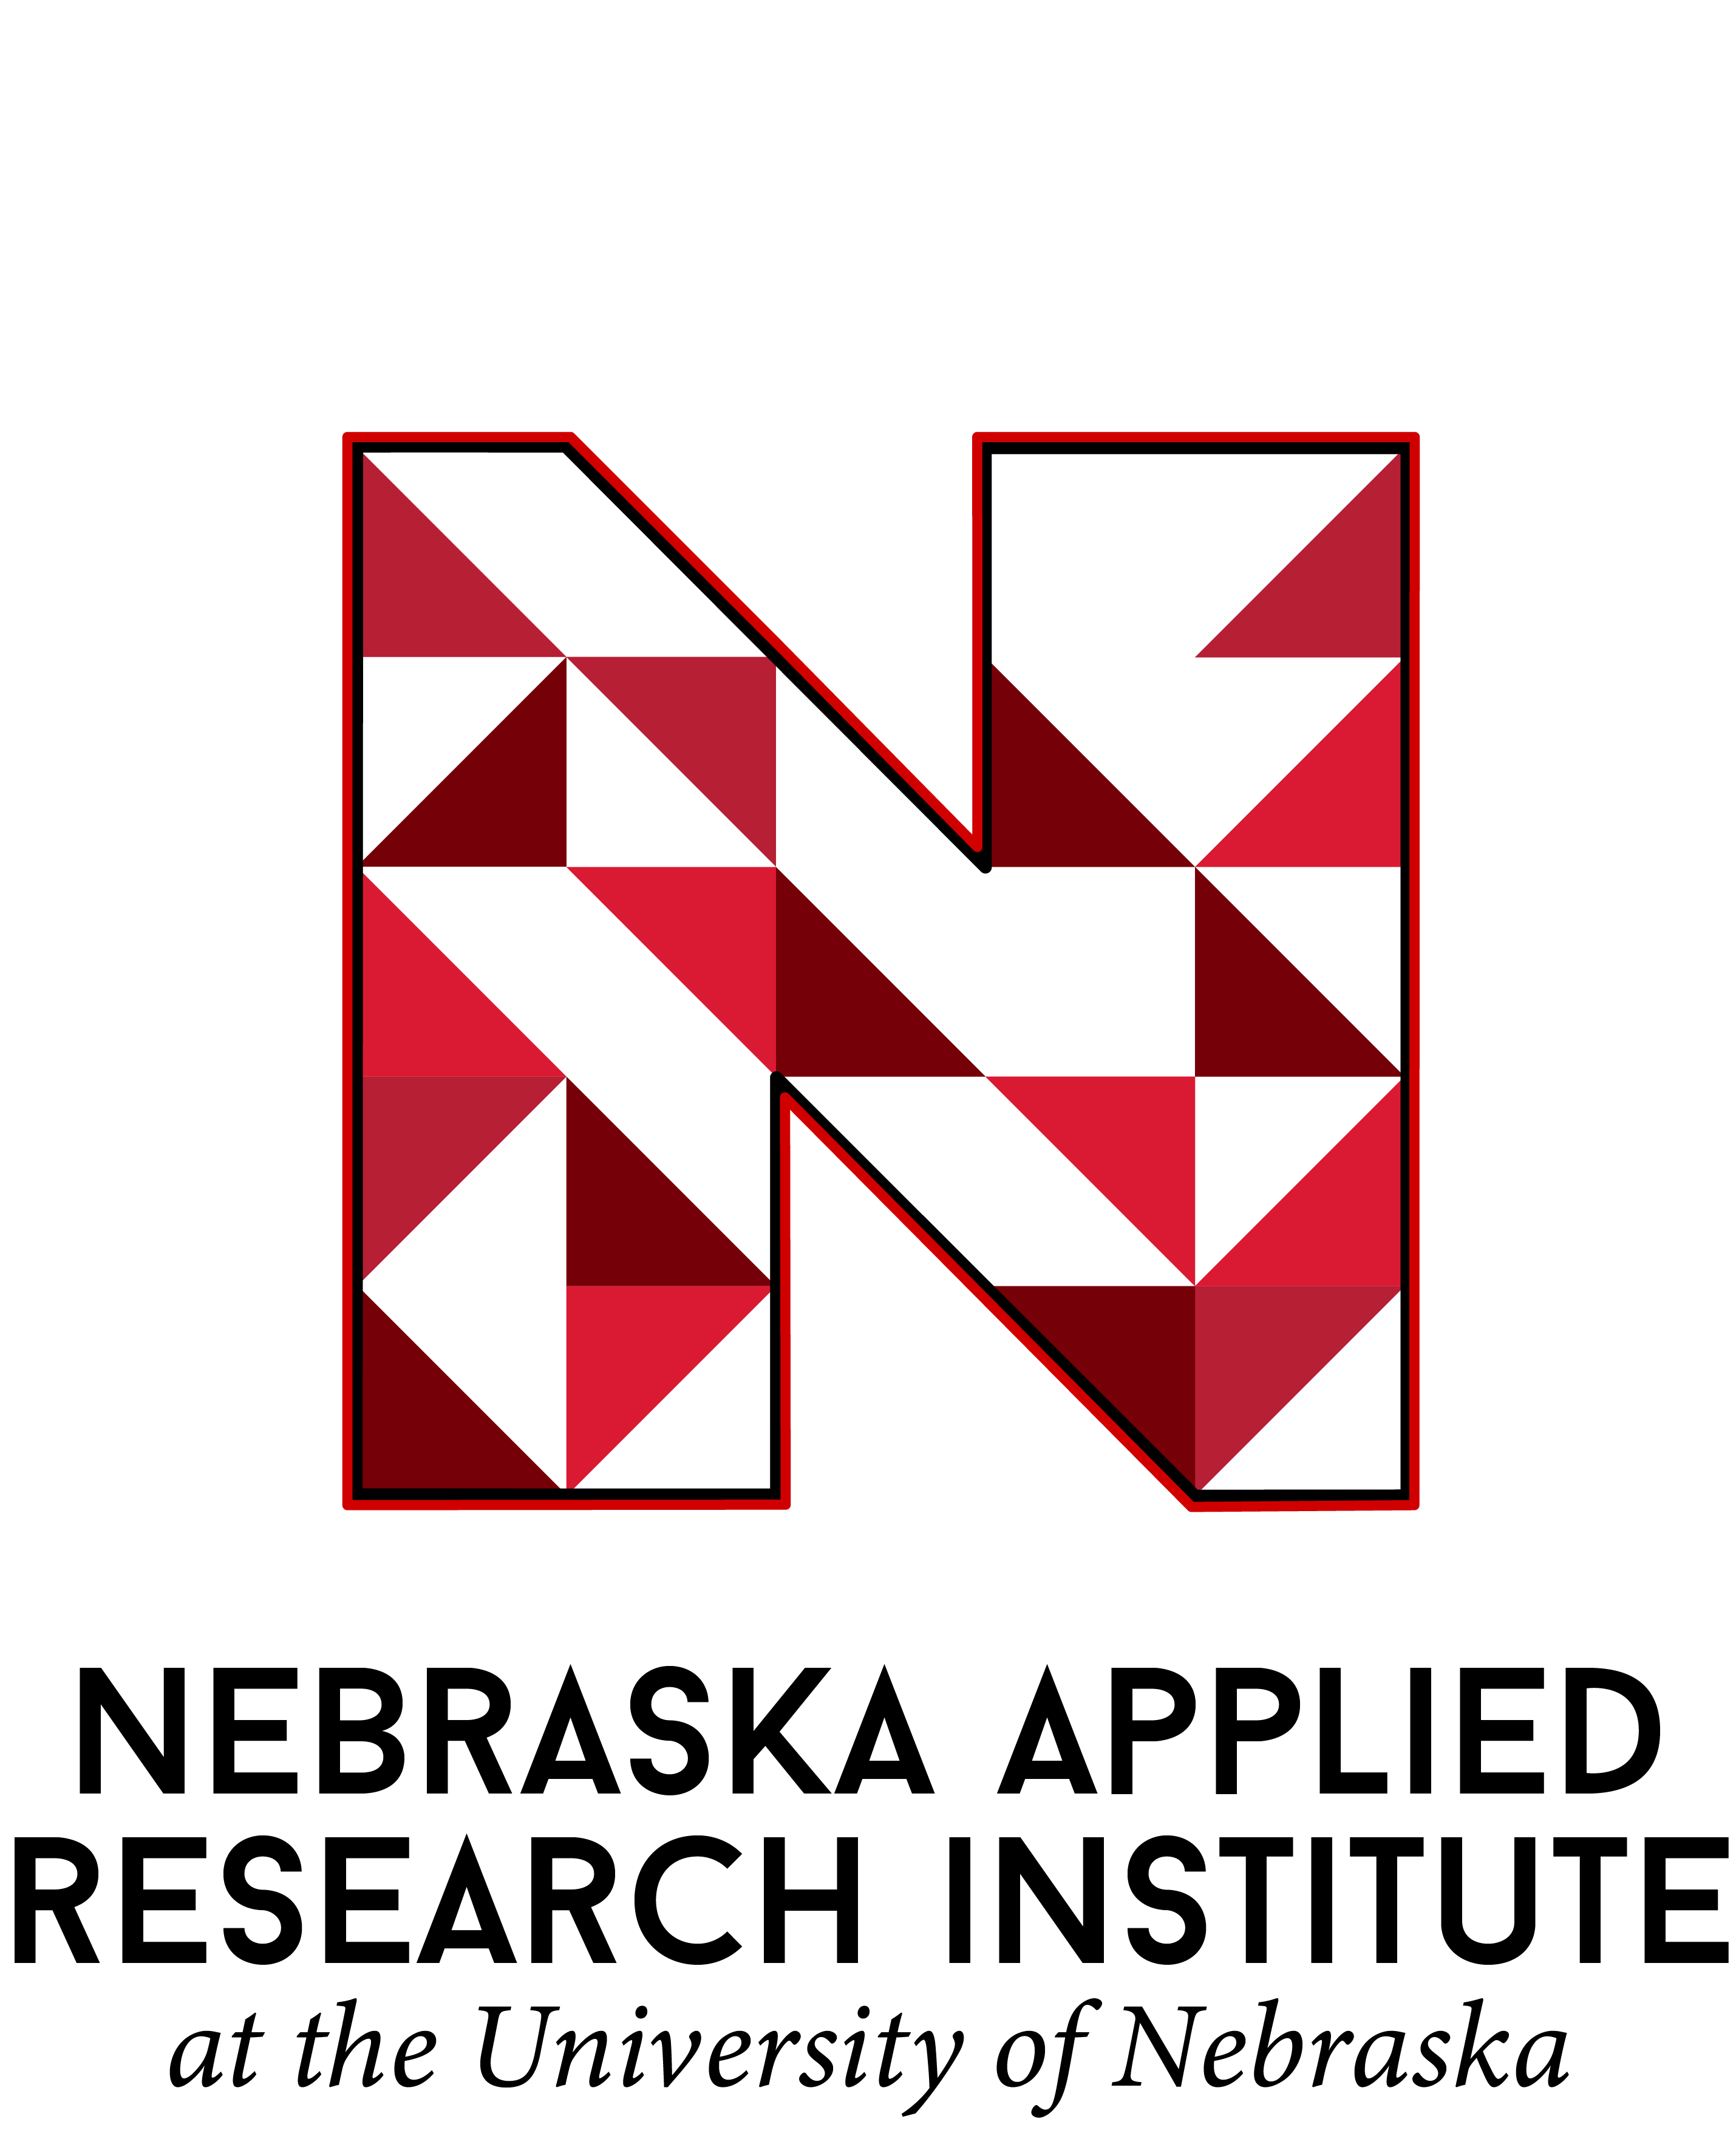 NEBRASKA APPLIED
RESEARCH INSTITUTE
at the University of Nebraska